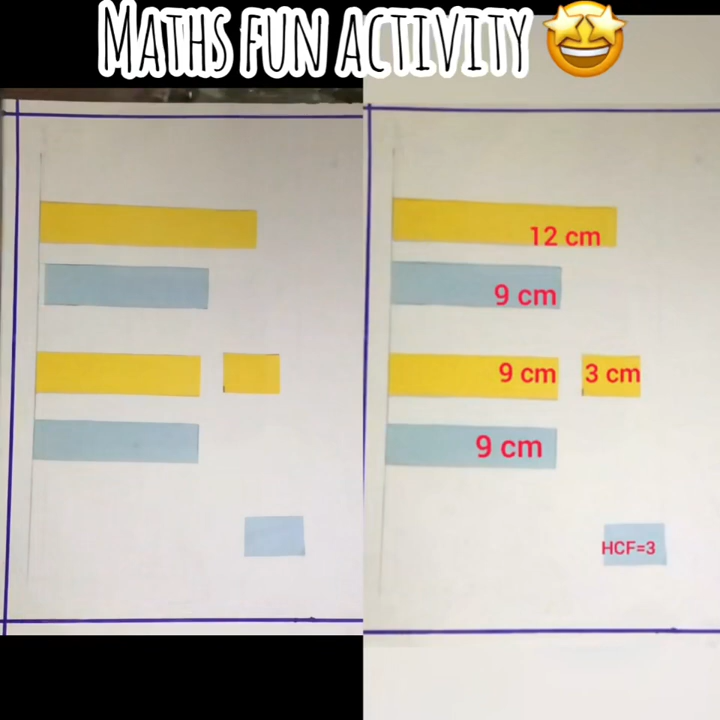 MATHS FUN ACTIVITY 🤩
12 cm
9 cm
9 cm 3 cm
9 cm
HCF=3